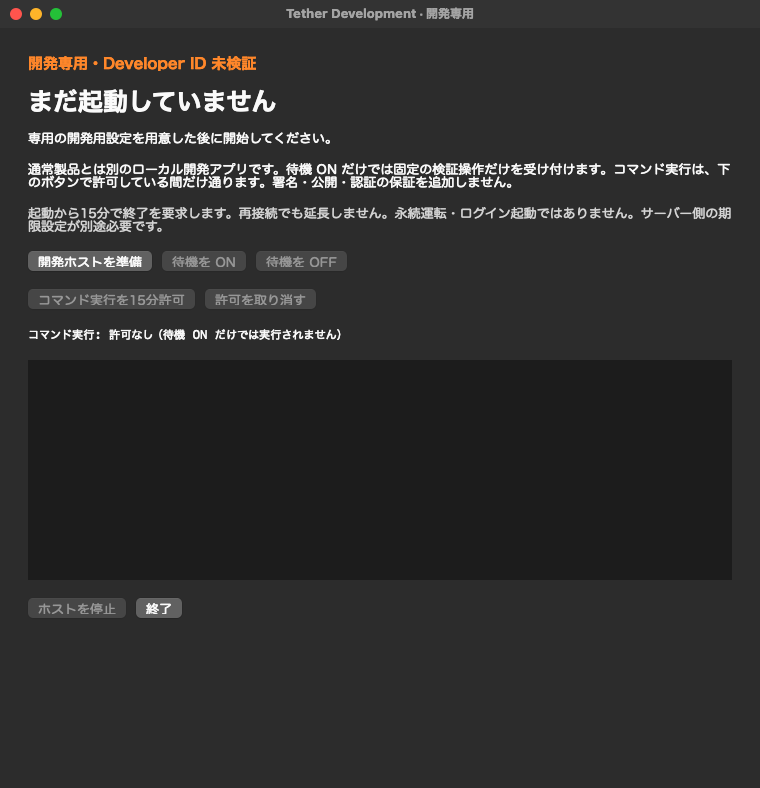 Tether Development · 開発専用
開発専用・Developer ID 未検証
まだ起動していません
専用の開発用設定を用意した後に開始してください。
通常製品とは別のローカル開発アプリです。待機 ON だけでは固定の検証操作だけを受け付けます。コマンド実行は、下
のボタンで許可している間だけ通ります。署名・公開・認証の保証を追加しません。
起動から15分で終了を要求します。再接続でも延長しません。永続運転・ログイン起動ではありません。サーバー側の期
限設定が別途必要です。
開発ホストを準備 待機を ON 待機を OFF
コマンド実行を15分許可 許可を取り消す
コマンド実行: 許可なし（待機 ON だけでは実行されません）
ホストを停止 終了